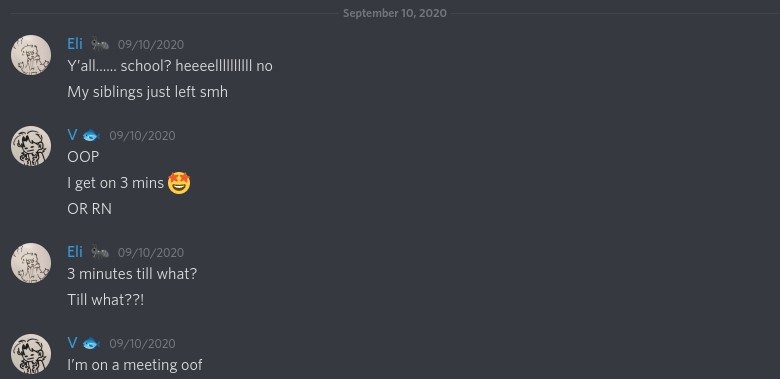 September 10, 2020
Eli 🐜 09/10/2020
Y'all...... school? heeeellllllllll no
My siblings just left smh
V 🐟 09/10/2020
OOP
I get on 3 mins 🤩
OR RN
Eli 🐜 09/10/2020
3 minutes till what?
Till what??!
V 🐟 09/10/2020
I'm on a meeting oof